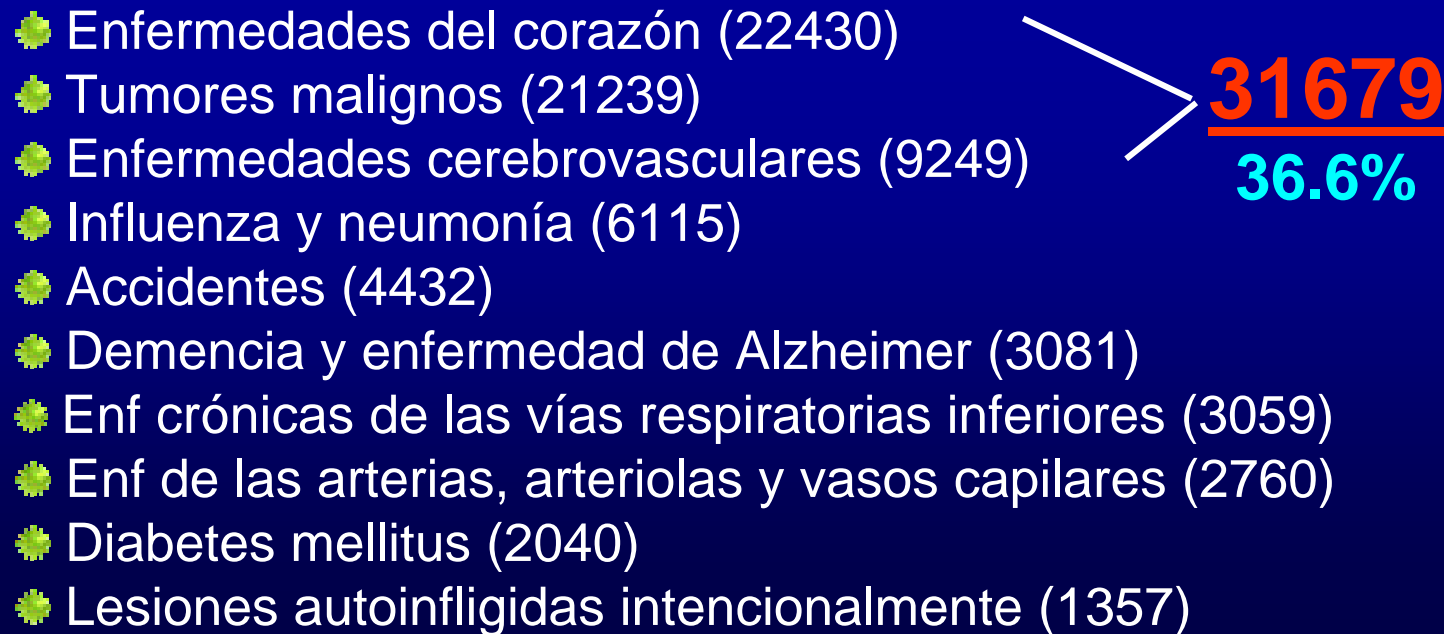 Enfermedades del corazón (22430)
Tumores malignos (21239)
Enfermedades cerebrovasculares (9249)
Influenza y neumonía (6115)
Accidentes (4432)
Demencia y enfermedad de Alzheimer (3081)
Enf crónicas de las vías respiratorias inferiores (3059)
Enf de las arterias, arteriolas y vasos capilares (2760)
Diabetes mellitus (2040)
Lesiones autoinfligidas intencionalmente (1357)
31679
36.6%